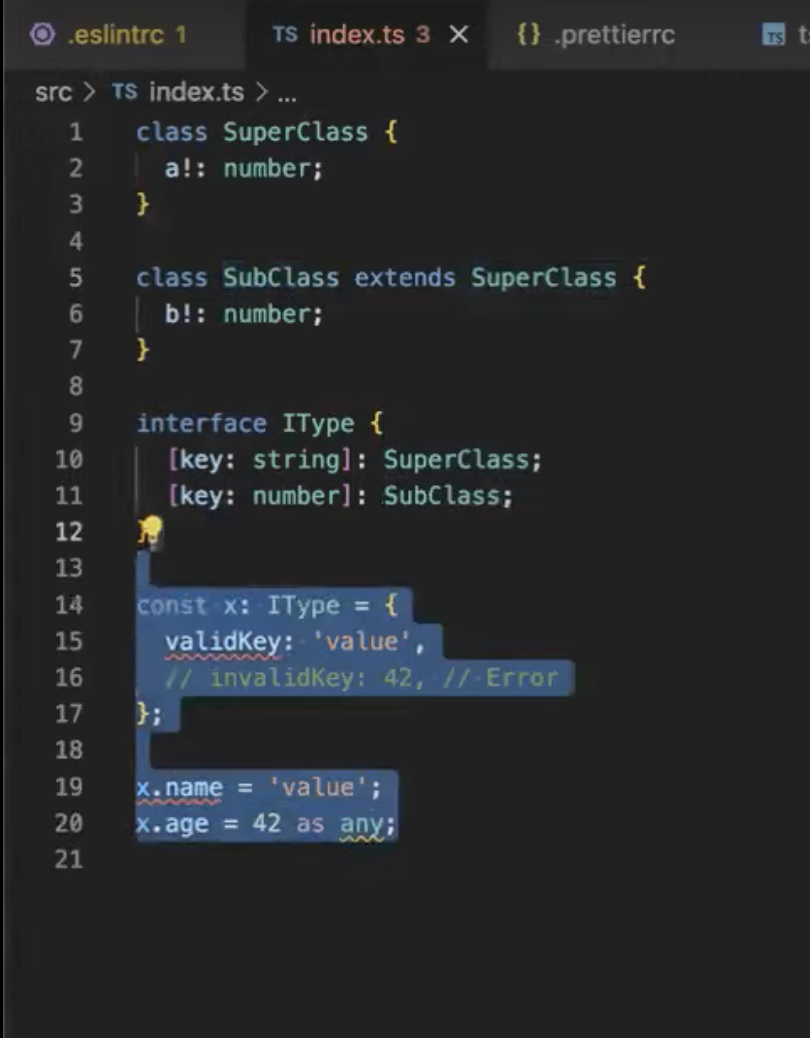 .eslintrc 1 TS index.ts 3 × {} .prettierrc TS
src > TS index.ts > ...
1 class SuperClass {
2   a!: number;
3 }
4
5 class SubClass extends SuperClass {
6   b!: number;
7 }
8
9 interface IType {
10   [key: string]: SuperClass;
11   [key: number]: SubClass;
12 }
13
14 const x: IType = {
15   validKey: 'value',
16   // invalidKey: 42, // Error
17 };
18
19 x.name = 'value';
20 x.age = 42 as any;
21